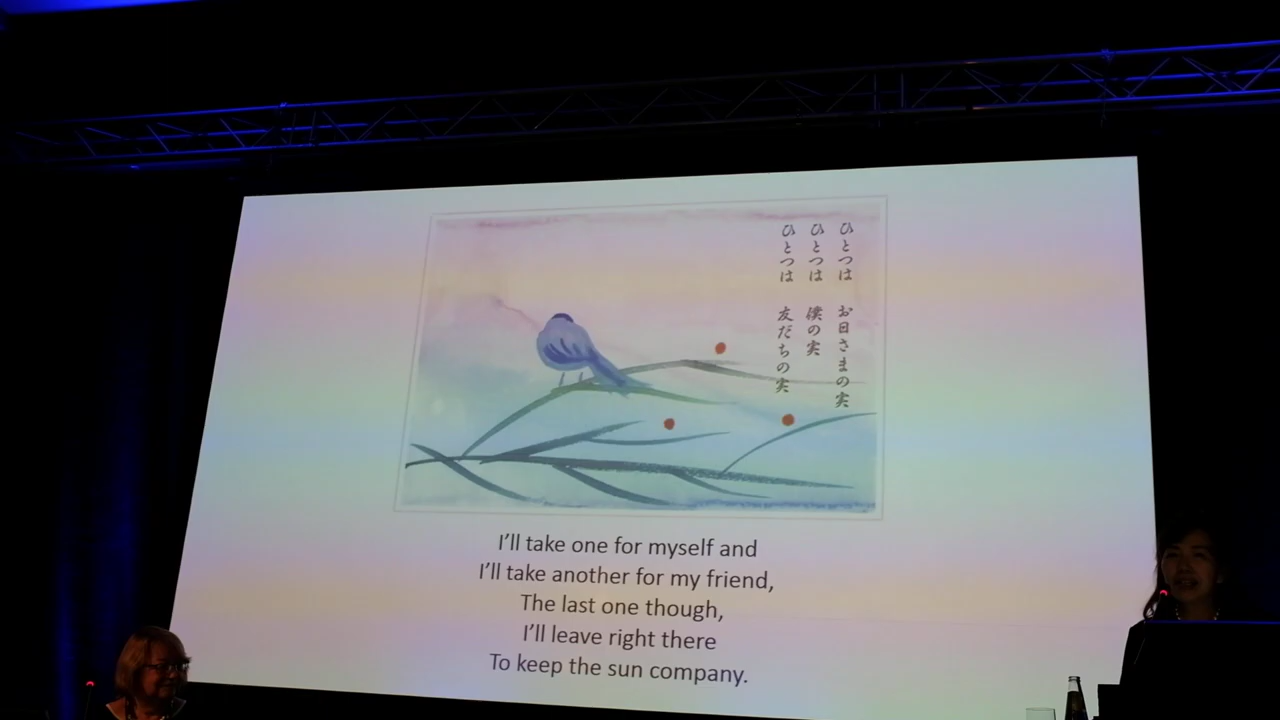 ひとつは お日さまの実
ひとつは 僕の実
ひとつは 友だちの実
I'll take one for myself and
I'll take another for my friend,
The last one though,
I'll leave right there
To keep the sun company.